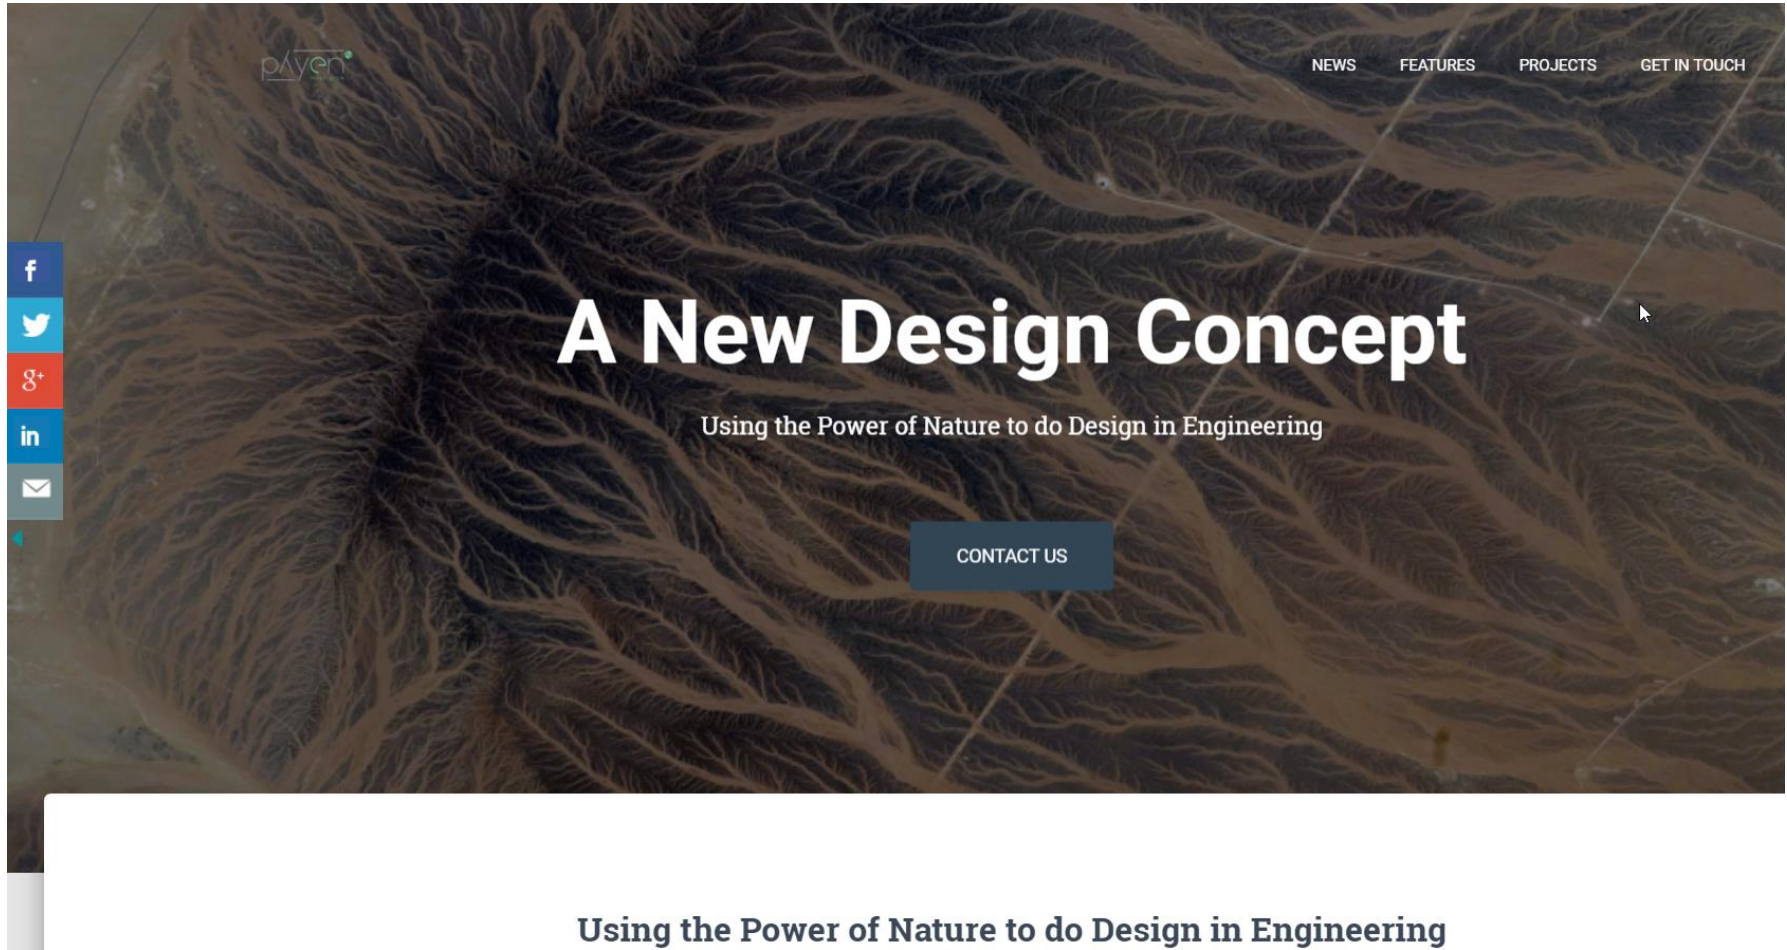 pAyen
NEWS FEATURES PROJECTS GET IN TOUCH
f
g+
in
A New Design Concept
Using the Power of Nature to do Design in Engineering
CONTACT US
Using the Power of Nature to do Design in Engineering